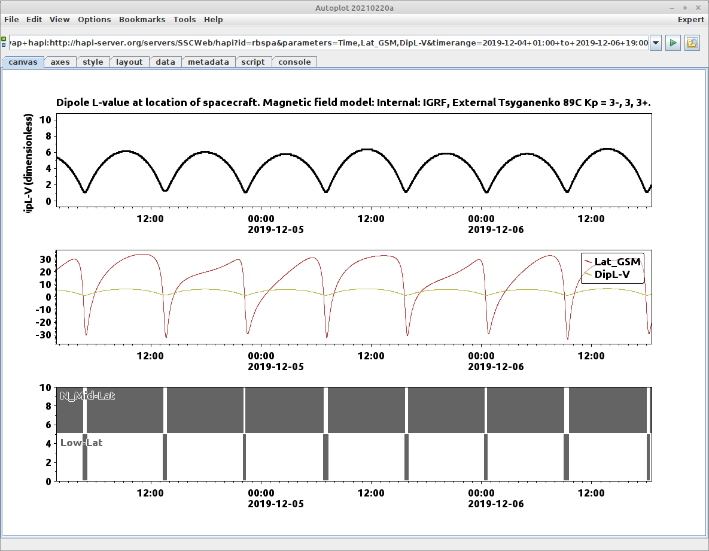 Autoplot 20210220a
File Edit View Options Bookmarks Tools Help Expert
vap+hapi:http://hapi-server.org/servers/SSCWeb/hapi?id=rbspa&parameters=Time,Lat_GSM,DipL-V&timerange=2019-12-04+01:00+to+2019-12-06+19:00
canvas axes style layout data metadata script console
Dipole L-value at location of spacecraft. Magnetic field model: Internal: IGRF, External Tsyganenko 89C Kp = 3-, 3, 3+.
ipL-V (dimensionless)
10
8
6
4
2
0
12:00 00:00 12:00 00:00 12:00
2019-12-05 2019-12-06
30
20
10
0
-10
-20
-30
Lat_GSM
DipL-V
12:00 00:00 12:00 00:00 12:00
2019-12-05 2019-12-06
10
8
6
4
2
0
N_Mid-Lat
Low-Lat
12:00 00:00 12:00 00:00 12:00
2019-12-05 2019-12-06